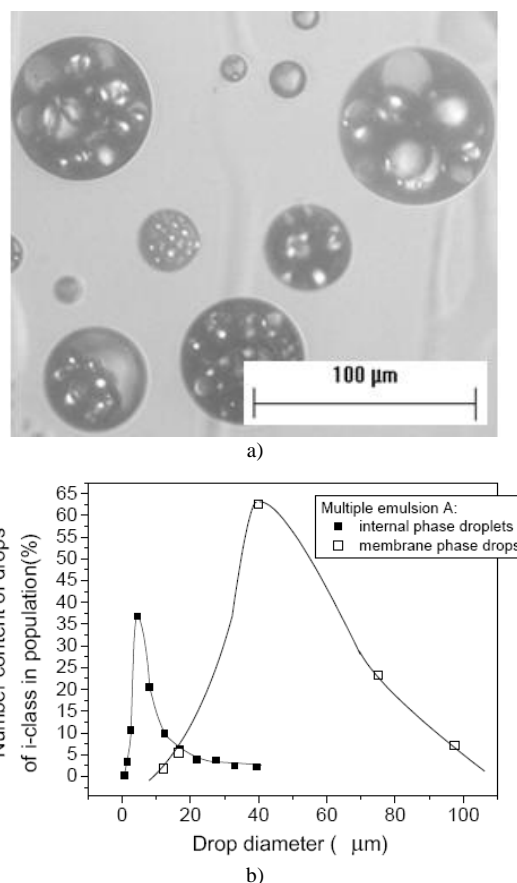 100 µm
a)
of i-class in population(%)
65
60
55
50
45
40
35
30
25
20
15
10
5
0
Multiple emulsion A:
internal phase droplets
membrane phase drops
0
20
40
60
80
100
Drop diameter ( µm)
b)